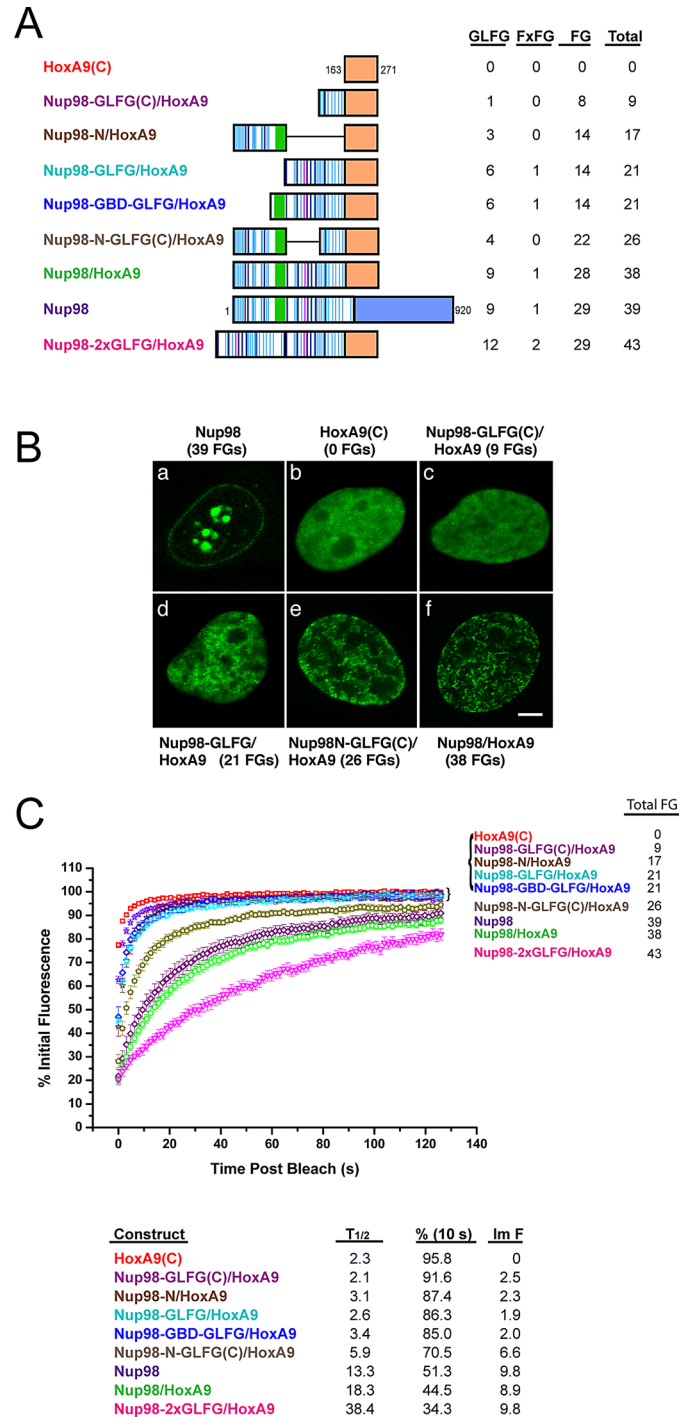 A
GLFG FxFG FG Total
HoxA9(C) 163 271 0 0 0 0
Nup98-GLFG(C)/HoxA9 1 0 8 9
Nup98-N/HoxA9 3 0 14 17
Nup98-GLFG/HoxA9 6 1 14 21
Nup98-GBD-GLFG/HoxA9 6 1 14 21
Nup98-N-GLFG(C)/HoxA9 4 0 22 26
Nup98/HoxA9 9 1 28 38
Nup98 1 920 9 1 29 39
Nup98-2xGLFG/HoxA9 12 2 29 43
B
Nup98 (39 FGs)
HoxA9(C) (0 FGs)
Nup98-GLFG(C)/ HoxA9 (9 FGs)
a b c
d e f
Nup98-GLFG/ HoxA9 (21 FGs)
Nup98N-GLFG(C)/ HoxA9 (26 FGs)
Nup98/HoxA9 (38 FGs)
C
Total FG
HoxA9(C) 0
Nup98-GLFG(C)/HoxA9 9
Nup98-N/HoxA9 17
Nup98-GLFG/HoxA9 21
Nup98-GBD-GLFG/HoxA9 21
Nup98-N-GLFG(C)/HoxA9 26
Nup98 39
Nup98/HoxA9 38
Nup98-2xGLFG/HoxA9 43
% Initial Fluorescence
110
100
90
80
70
60
50
40
30
20
10
0
0 20 40 60 80 100 120 140
Time Post Bleach (s)
Construct T1/2 % (10 s) Im F
HoxA9(C) 2.3 95.8 0
Nup98-GLFG(C)/HoxA9 2.1 91.6 2.5
Nup98-N/HoxA9 3.1 87.4 2.3
Nup98-GLFG/HoxA9 2.6 86.3 1.9
Nup98-GBD-GLFG/HoxA9 3.4 85.0 2.0
Nup98-N-GLFG(C)/HoxA9 5.9 70.5 6.6
Nup98 13.3 51.3 9.8
Nup98/HoxA9 18.3 44.5 8.9
Nup98-2xGLFG/HoxA9 38.4 34.3 9.8